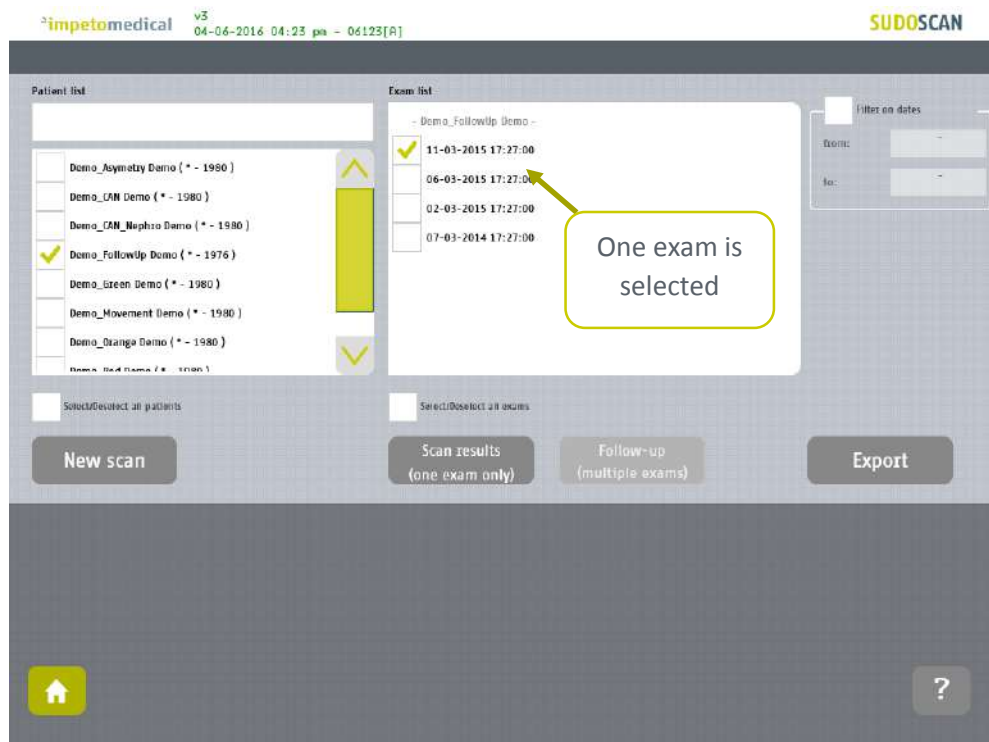 impetomedical
v3
04-06-2016 04:23 pm - 06123[A]
SUDOSCAN
Patient list
Demo_Asymetry Demo ( * - 1980 )
Demo_CAN Demo ( * - 1980 )
Demo_CAN_Nephro Demo ( * - 1980 )
Demo_FollowUp Demo ( * - 1976 )
Demo_Green Demo ( * - 1980 )
Demo_Movement Demo ( * - 1980 )
Demo_Orange Demo ( * - 1980 )
Demo_Red Demo ( * - 1980 )
Select/Deselect all patients
New scan
Exam list
- Demo_FollowUp Demo -
11-03-2015 17:27:00
06-03-2015 17:27:00
02-03-2015 17:27:00
07-03-2014 17:27:00
One exam is
selected
Select/Deselect all exams
Scan results
(one exam only)
Follow-up
(multiple exams)
Filter on dates
from: -
to: -
Export
?